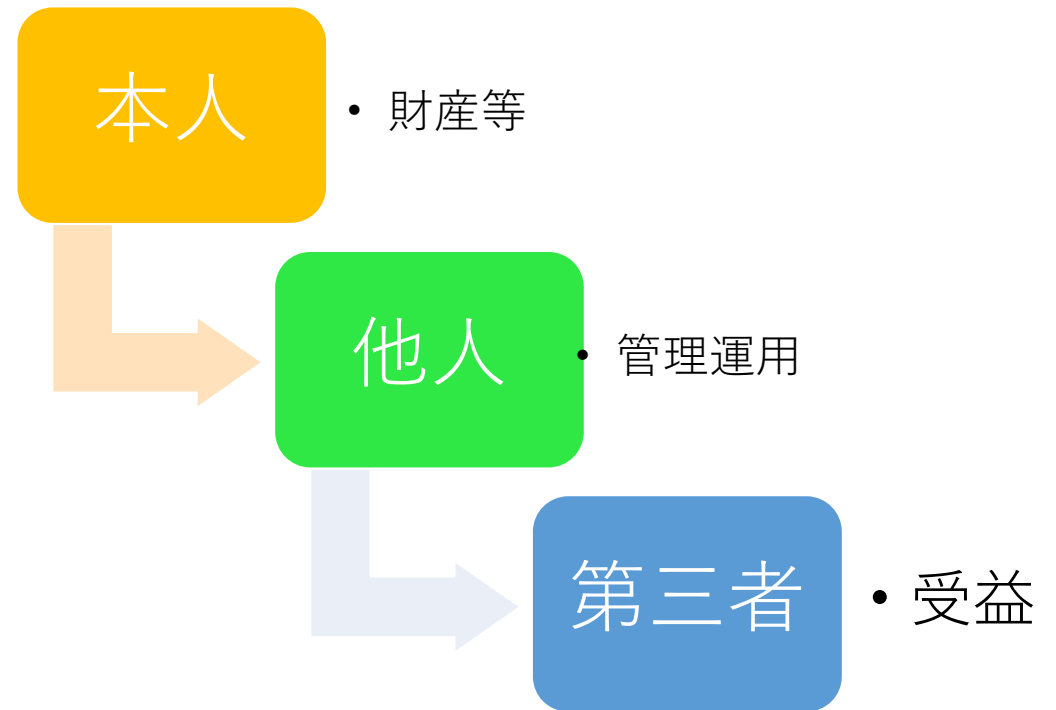 本人
• 財産等
他人
• 管理運用
第三者
• 受益